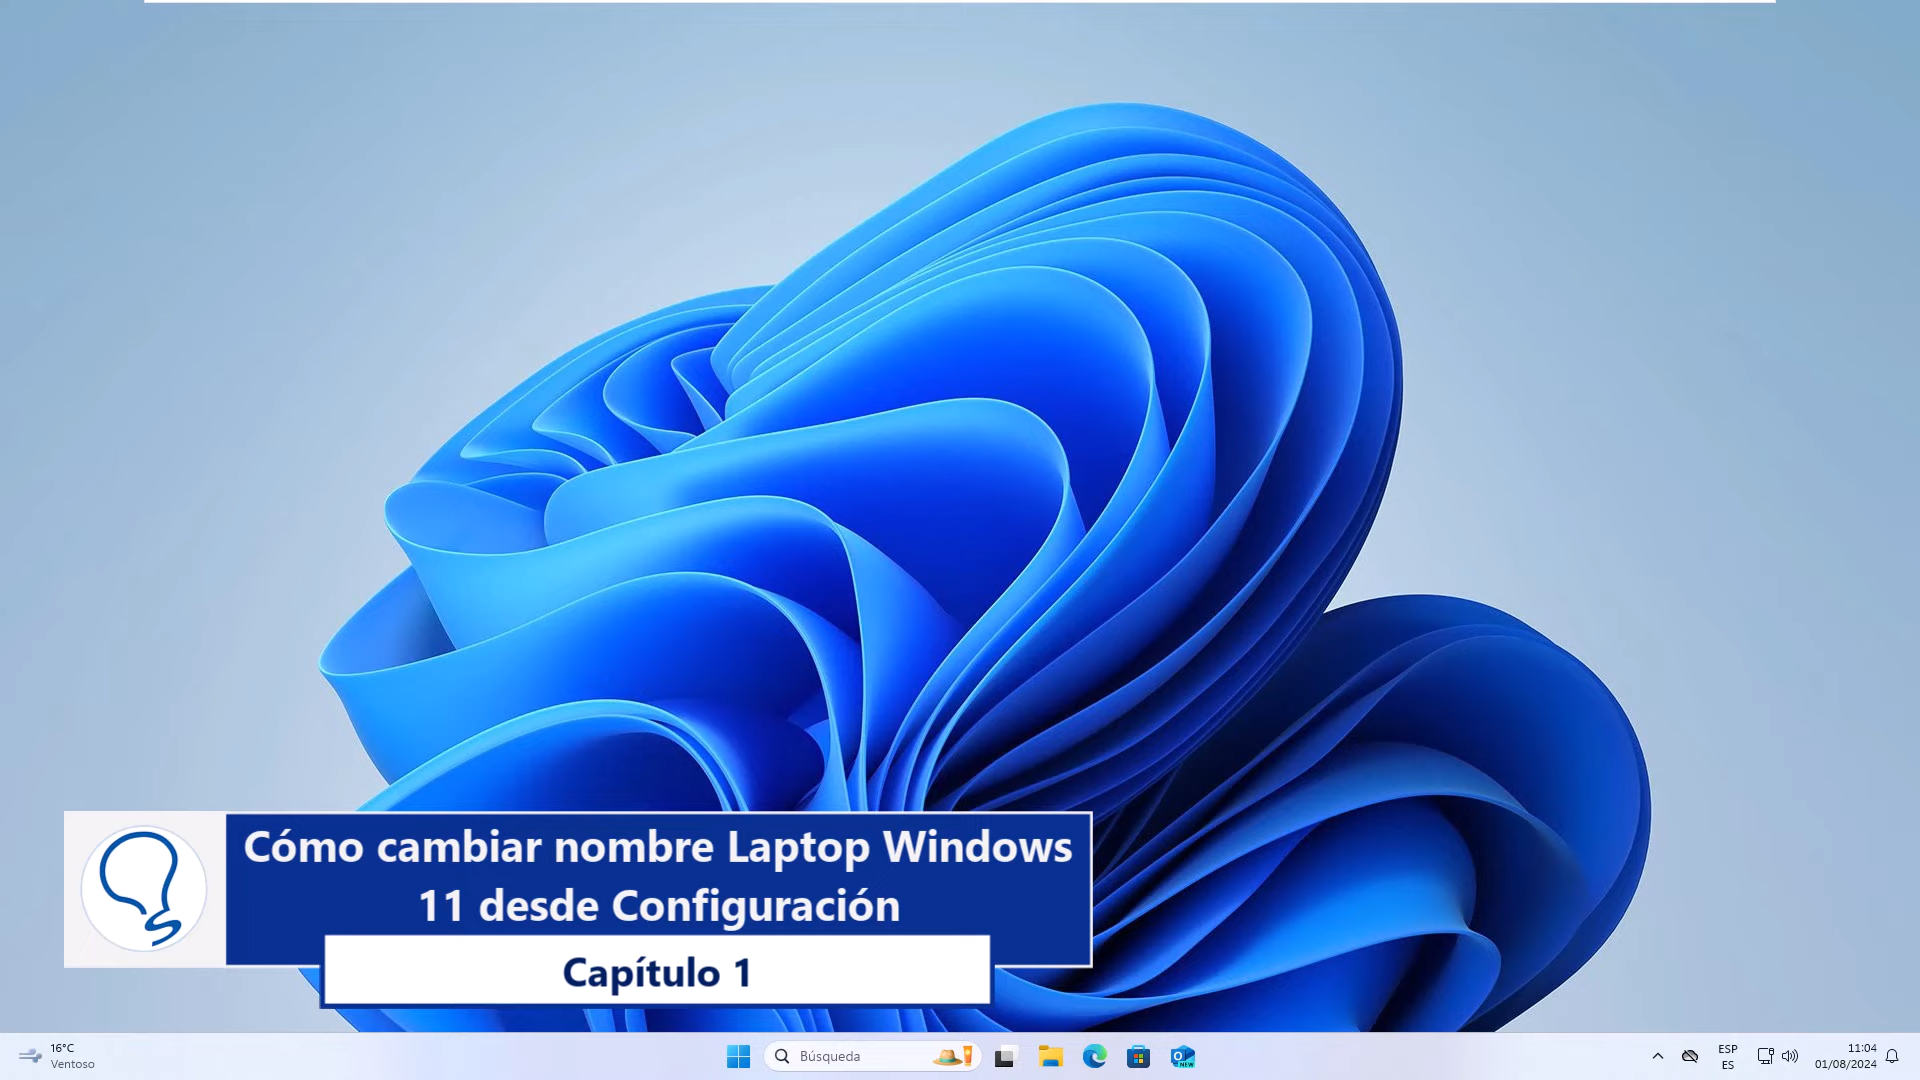 Cómo cambiar nombre Laptop Windows
11 desde Configuración
Capítulo 1
16°C
Ventoso
Búsqueda
NEW
ESP
ES
11:04
01/08/2024